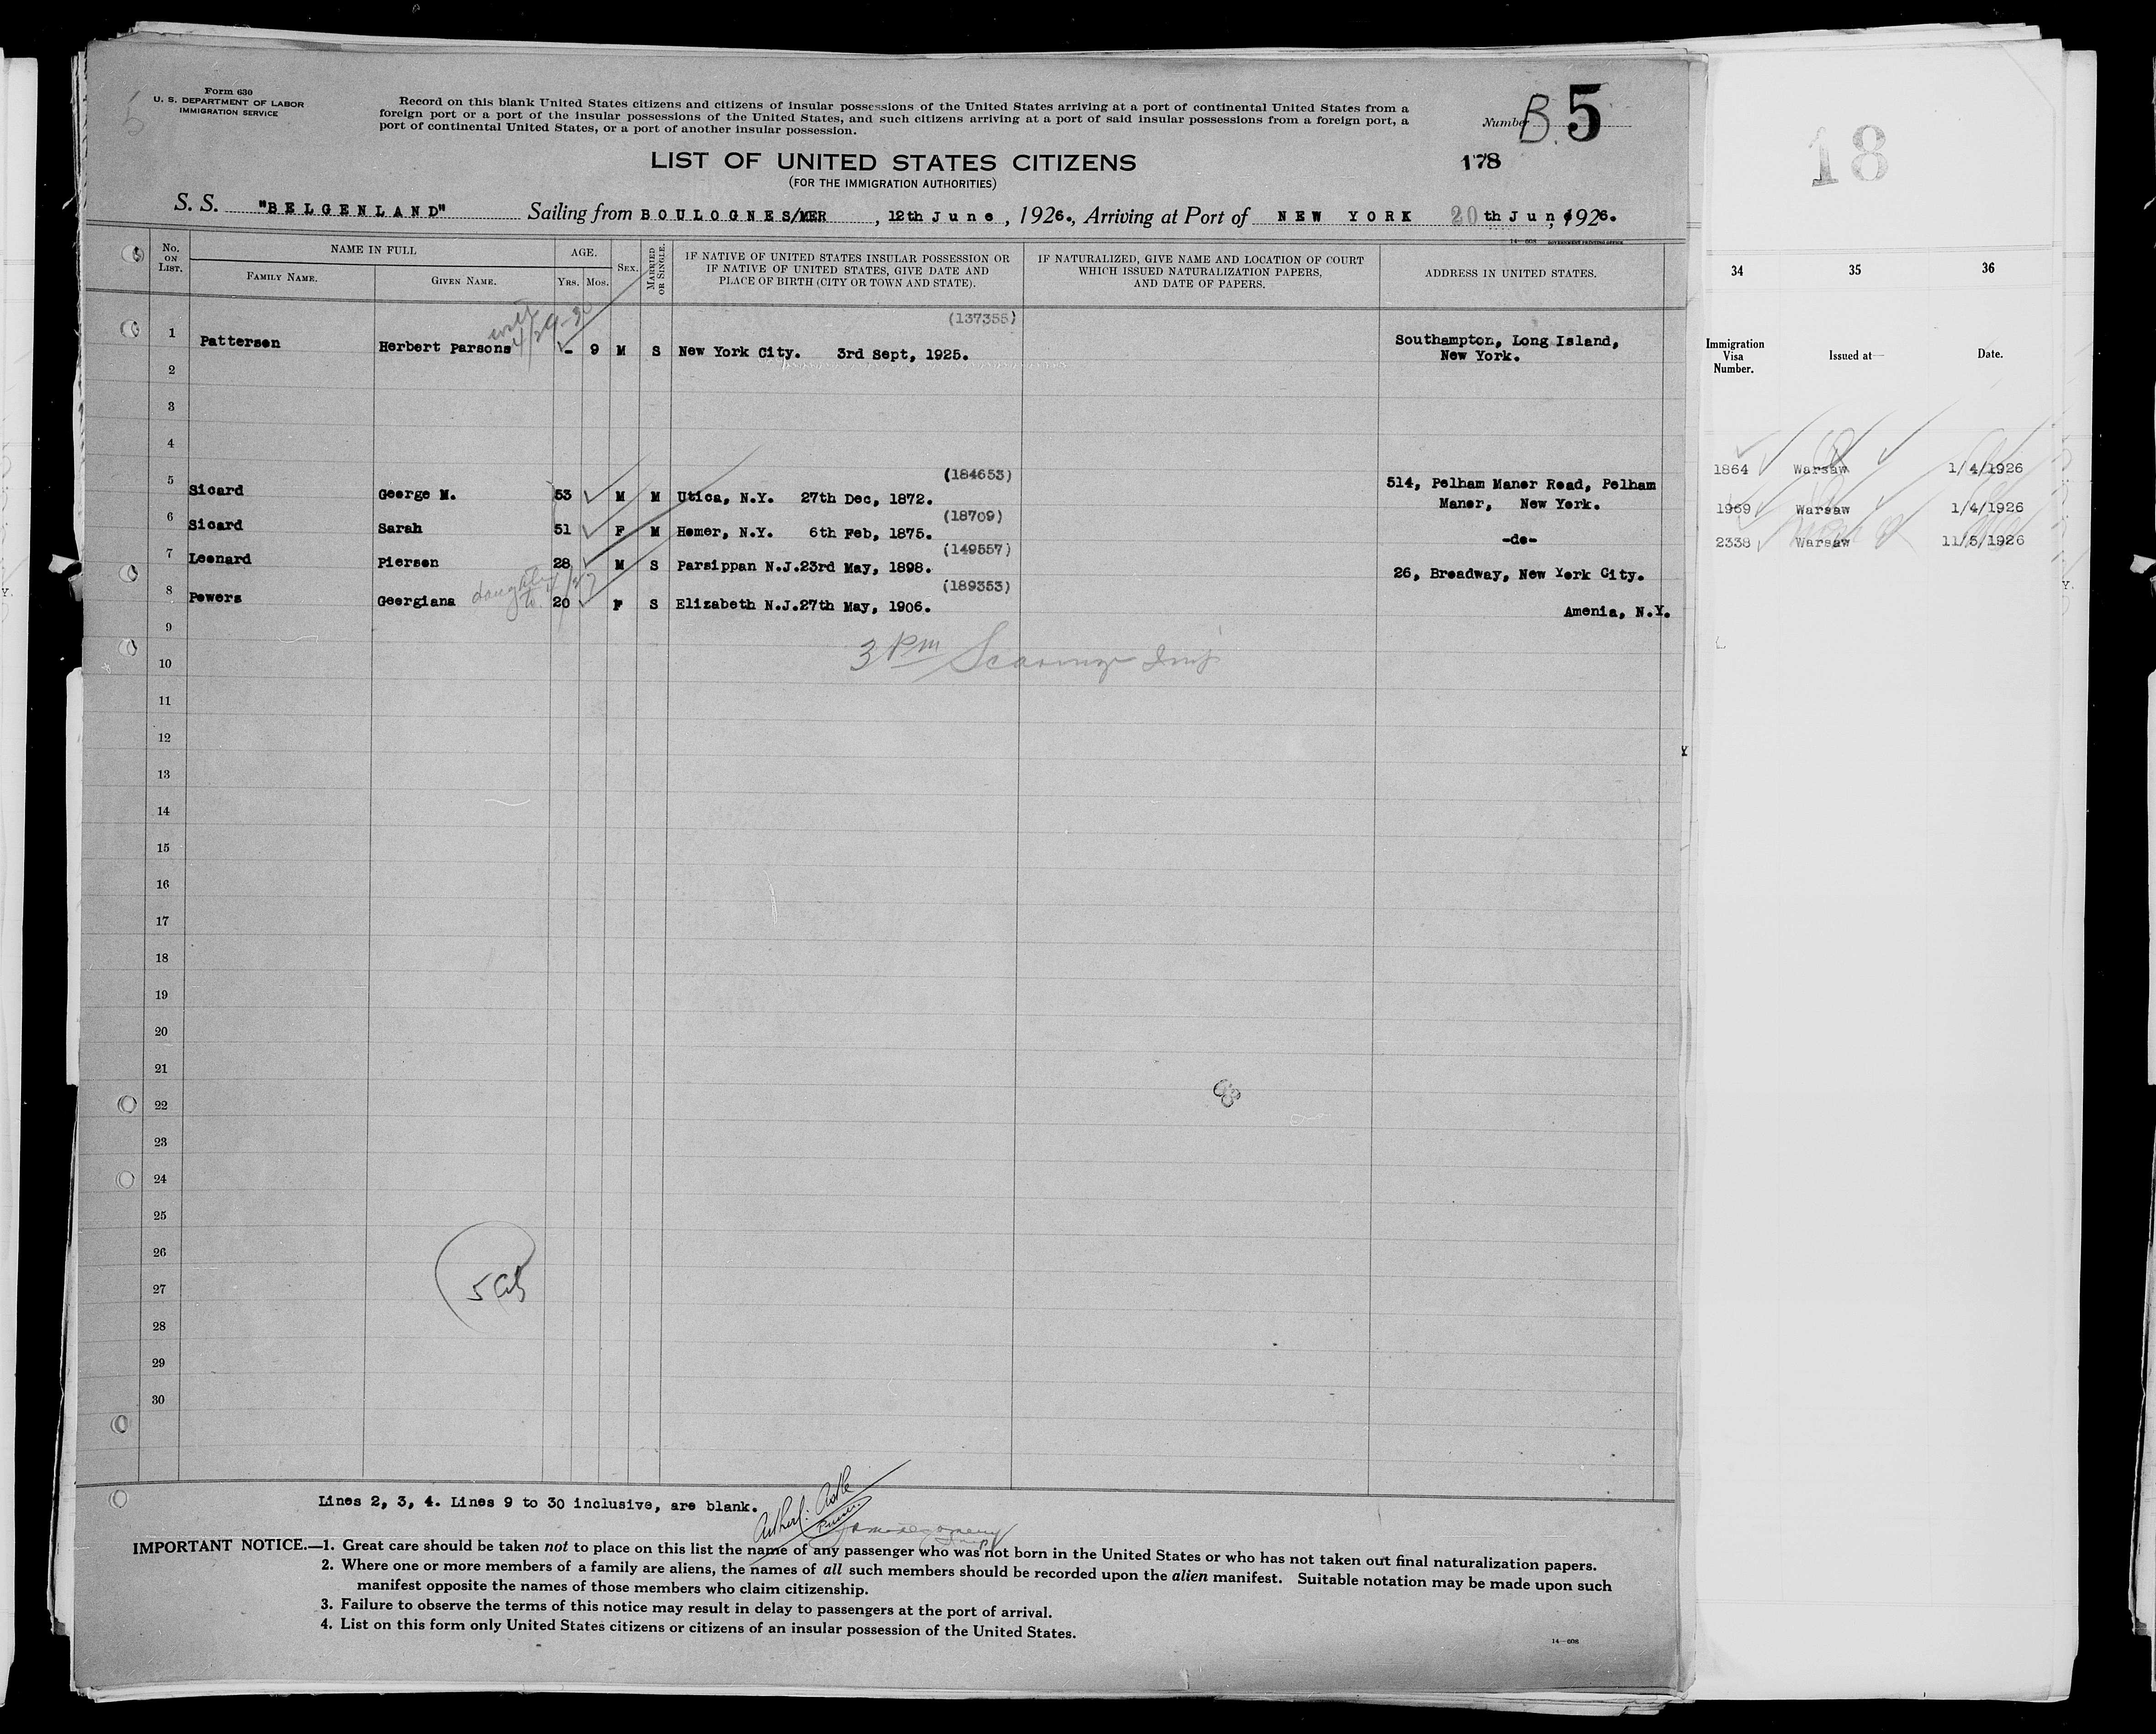 Form 630
U. S. DEPARTMENT OF LABOR
IMMIGRATION SERVICE
Record on this blank United States citizens and citizens of insular possessions of the United States arriving at a port of continental United States from a
foreign port or a port of the insular possessions of the United States, and such citizens arriving at a port of said insular possessions from a foreign port, a
port of continental United States, or a port of another insular possession.
Number B. 5
178
LIST OF UNITED STATES CITIZENS
(FOR THE IMMIGRATION AUTHORITIES)
S. S. "BELGENLAND" Sailing from BOULOGNE S/MER, 12th June, 1926., Arriving at Port of NEW YORK 20th Jun, 1926.
14—608 GOVERNMENT PRINTING OFFICE
No. ON LIST. NAME IN FULL FAMILY NAME. GIVEN NAME. AGE. YRS. MOS. SEX. MARRIED OR SINGLE. IF NATIVE OF UNITED STATES INSULAR POSSESSION OR IF NATIVE OF UNITED STATES, GIVE DATE AND PLACE OF BIRTH (CITY OR TOWN AND STATE). IF NATURALIZED, GIVE NAME AND LOCATION OF COURT WHICH ISSUED NATURALIZATION PAPERS, AND DATE OF PAPERS. ADDRESS IN UNITED STATES.
(137355)
1 Patterson Herbert Parsons - 9 M S New York City. 3rd Sept, 1925. Southampton, Long Island,
New York.
2
3
4
(184653)
5 Sicard George M. 53 M M Utica, N.Y. 27th Dec, 1872. 514, Pelham Manor Road, Pelham
Manor, New York.
(18709)
6 Sicard Sarah 51 F M Homer, N.Y. 6th Feb, 1875. -do-
(149557)
7 Leonard Pierson 28 M S Parsippan N.J. 23rd May, 1898. 26, Broadway, New York City.
(189353)
8 Powers Georgiana daughter 20 F S Elizabeth N.J. 27th May, 1906. Amenia, N.Y.
9
3 PM
10
11
12
13
14
15
16
17
18
19
20
21
22
23
24
25
26
27
28
29
30
Lines 2, 3, 4. Lines 9 to 30 inclusive, are blank.
IMPORTANT NOTICE.—1. Great care should be taken not to place on this list the name of any passenger who was not born in the United States or who has not taken out final naturalization papers.
2. Where one or more members of a family are aliens, the names of all such members should be recorded upon the alien manifest. Suitable notation may be made upon such
manifest opposite the names of those members who claim citizenship.
3. Failure to observe the terms of this notice may result in delay to passengers at the port of arrival.
4. List on this form only United States citizens or citizens of an insular possession of the United States.
14—608
18
34 35 36
Immigration Visa Number. Issued at— Date.
1864 Warsaw 1/4/1926
1969 Warsaw 1/4/1926
2338 Warsaw 11/5/1926